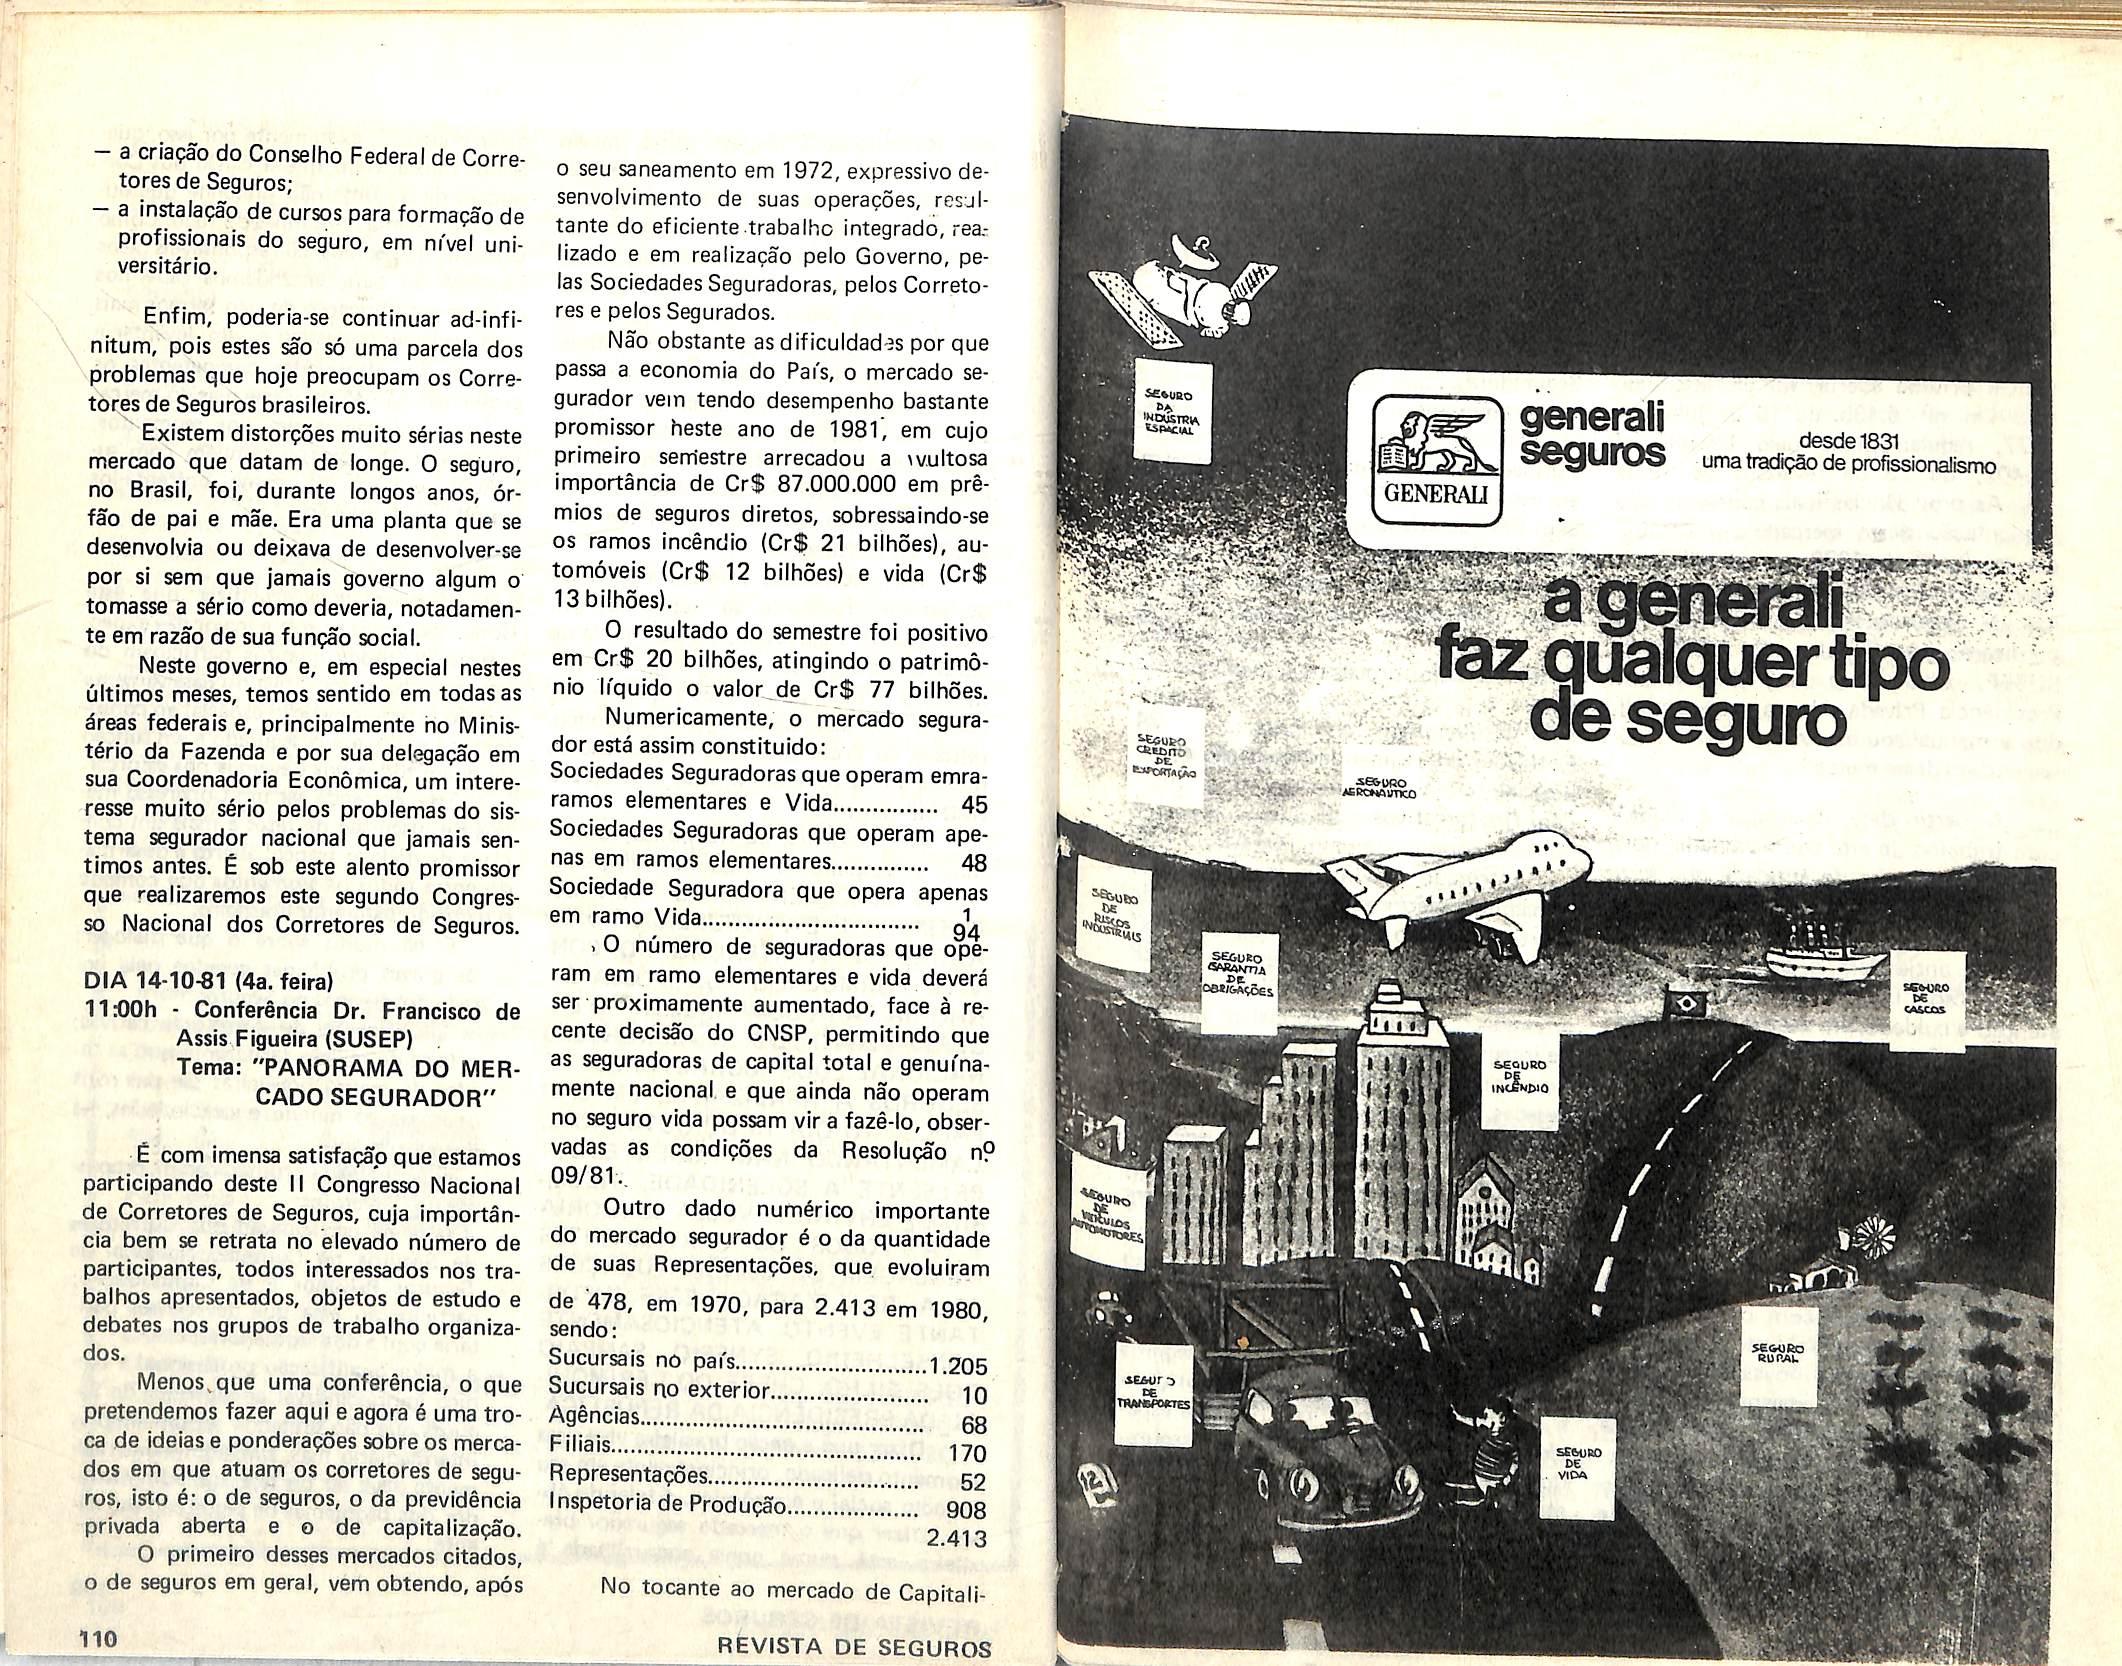 — a criação do Conselho Federal de Corre-
tores de Seguros;
— a instalação de cursos para formação de
profissionais do seguro, em nível uni-
versitário.
Enfim, poderia-se continuar ad-infi-
nitum, pois estes são só uma parcela dos
problemas que hoje preocupam os Corre-
tores de Seguros brasileiros.
Existem distorções muito sérias neste
mercado que datam de longe. O seguro,
no Brasil, foi, durante longos anos, ór-
fão de pai e mãe. Era uma planta que se
desenvolvia ou deixava de desenvolver-se
por si sem que jamais governo algum o
tomasse a sério como deveria, notadamen-
te em razão de sua função social.
Neste governo e, em especial nestes
últimos meses, temos sentido em todas as
áreas federais e, principalmente no Minis-
tério da Fazenda e por sua delegação em
sua Coordenadoria Econômica, um intere-
resse muito sério pelos problemas do sis-
tema segurador nacional que jamais sen-
timos antes. É sob este alento promissor
que realizaremos este segundo Congres-
so Nacional dos Corretores de Seguros.
DIA 14-10-81 (4a. feira)
11:00h - Conferência Dr. Francisco de
Assis Figueira (SUSEP)
Tema: "PANORAMA DO MER-
CADO SEGURADOR"
É com imensa satisfação que estamos
participando deste II Congresso Nacional
de Corretores de Seguros, cuja importân-
cia bem se retrata no elevado número de
participantes, todos interessados nos tra-
balhos apresentados, objetos de estudo e
debates nos grupos de trabalho organiza-
dos.
Menos que uma conferência, o que
pretendemos fazer aqui e agora é uma tro-
ca de ideias e ponderações sobre os merca-
dos em que atuam os corretores de segu-
ros, isto é: o de seguros, o da previdência
privada aberta e o de capitalização.
O primeiro desses mercados citados,
o de seguros em geral, vem obtendo, após
110
o seu saneamento em 1972, expressivo de-
senvolvimento de suas operações, resul-
tante do eficiente trabalho integrado, rea-
lizado e em realização pelo Governo, pe-
las Sociedades Seguradoras, pelos Correto-
res e pelos Segurados.
Não obstante as dificuldades por que
passa a economia do País, o mercado se-
gurador vem tendo desempenho bastante
promissor neste ano de 1981, em cujo
primeiro semestre arrecadou a vultosa
importância de Cr$ 87.000.000 em prê-
mios de seguros diretos, sobressaindo-se
os ramos incêndio (Cr$ 21 bilhões), au-
tomóveis (Cr$ 12 bilhões) e vida (Cr$
13 bilhões).
O resultado do semestre foi positivo
em Cr$ 20 bilhões, atingindo o patrimô-
nio líquido o valor de Cr$ 77 bilhões.
Numericamente, o mercado segura-
dor está assim constituido:
Sociedades Seguradoras que operam emra-
ramos elementares e Vida................ 45
Sociedades Seguradoras que operam ape-
nas em ramos elementares............... 48
Sociedade Seguradora que opera apenas
em ramo Vida.................................. 1
94
O número de seguradoras que ope-
ram em ramo elementares e vida deverá
ser proximamente aumentado, face à re-
cente decisão do CNSP, permitindo que
as seguradoras de capital total e genuína-
mente nacional e que ainda não operam
no seguro vida possam vir a fazê-lo, obser-
vadas as condições da Resolução nº
09/81.
Outro dado numérico importante
do mercado segurador é o da quantidade
de suas Representações, que evoluiram
de 478, em 1970, para 2.413 em 1980,
sendo:
Sucursais no país...........................1.205
Sucursais no exterior....................... 10
Agências........................................ 68
Filiais............................................ 170
Representações.............................. 52
Inspetoria de Produção.................... 908
2.413
No tocante ao mercado de Capitali-
REVISTA DE SEGUROS
SEGURO
DA
INDÚSTRIA
ESPACIAL
GENERALI
generali
seguros
desde 1831
uma tradição de profissionalismo
a generali
faz qualquer tipo
de seguro
SEGURO
CREDITO
DE
EXPORTAÇÃO
SEGURO
AERONÁUTICO
SEGURO
DE
RISCOS
INDUSTRIAIS
SEGURO
GARANTIA
DE
OBRIGAÇÕES
SEGURO
DE
CASCOS
SEGURO
DE
INCÊNDIO
SEGURO
DE
VEÍCULOS
AUTOMOTORES
SEGURO
RURAL
SEGURO
DE
TRANSPORTES
SEGURO
DE
VIDA
12